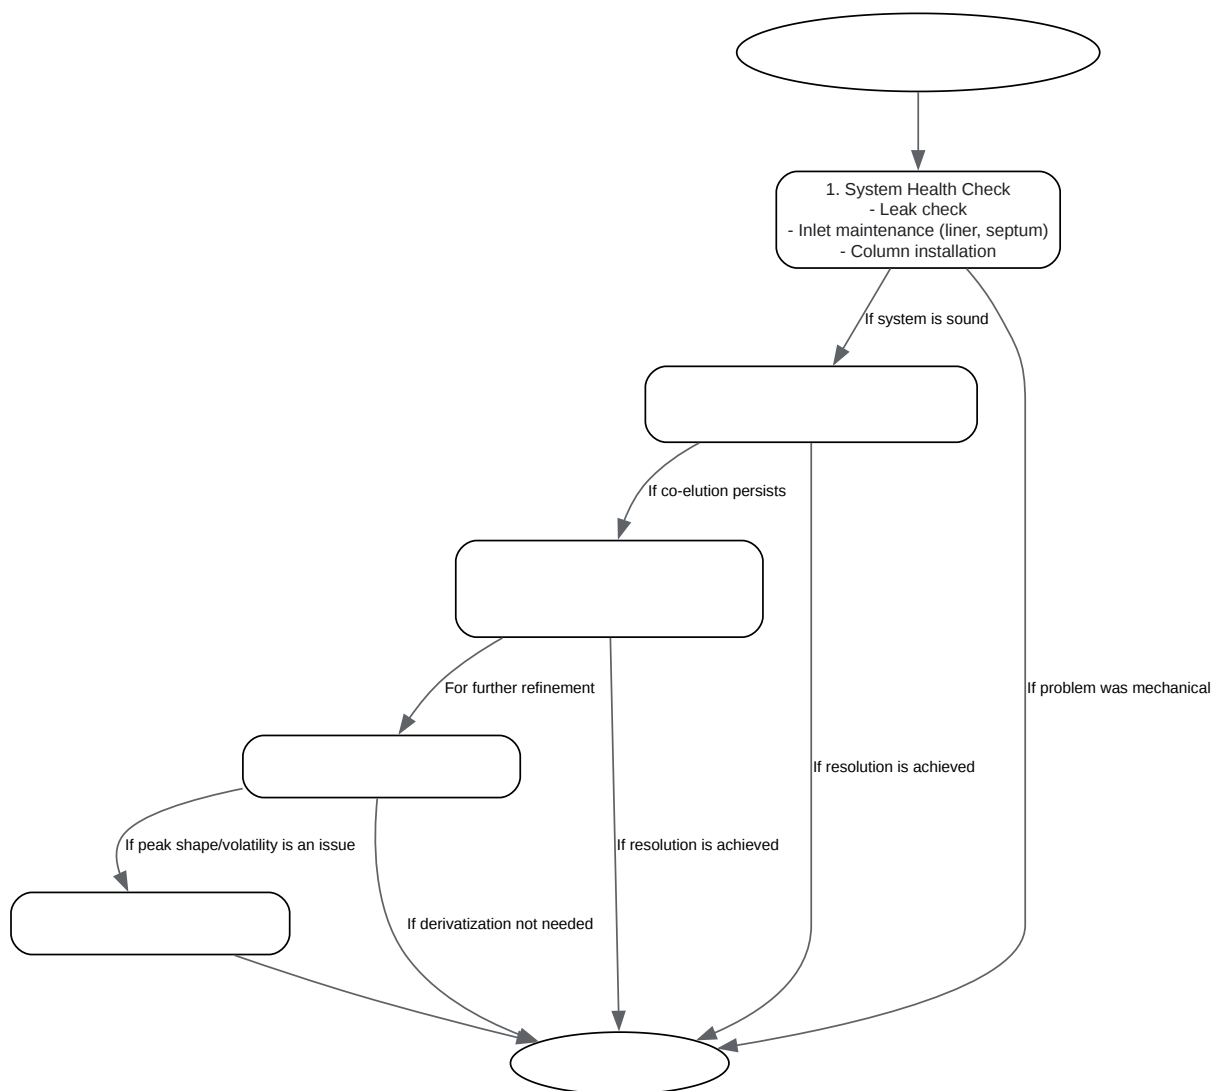 1. System Health Check
- Leak check
- Inlet maintenance (liner, septum)
- Column installation
If system is sound
If co-elution persists
For further refinement
If problem was mechanical
If resolution is achieved
If peak shape/volatility is an issue
If resolution is achieved
If derivatization not needed